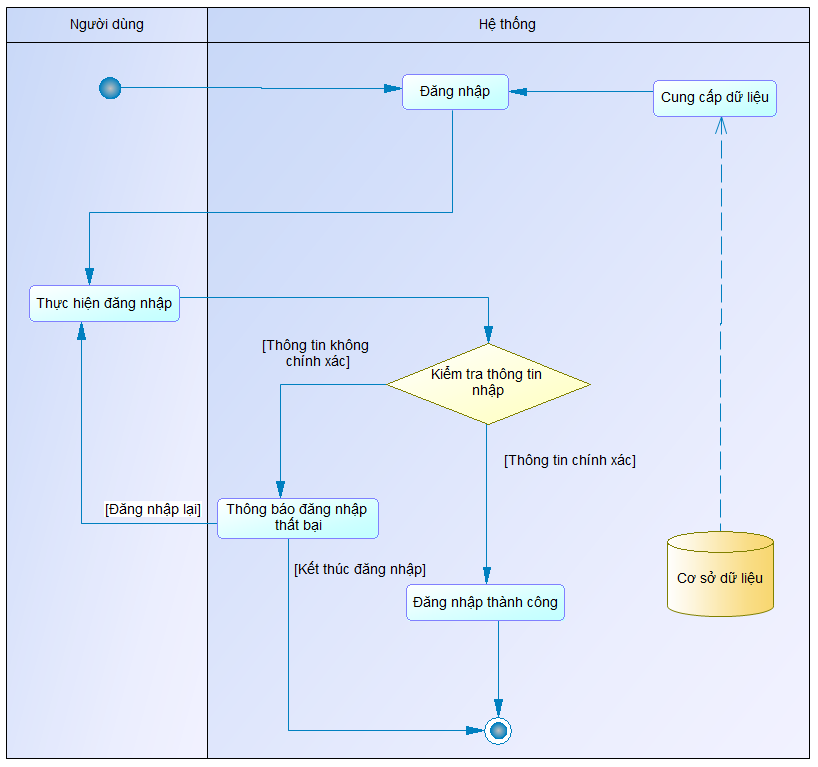 Người dùng
Hệ thống
Đăng nhập
Cung cấp dữ liệu
Thực hiện đăng nhập
[Thông tin không
chính xác]
Kiểm tra thông tin
nhập
[Thông tin chính xác]
[Đăng nhập lại]
Thông báo đăng nhập
thất bại
[Kết thúc đăng nhập]
Cơ sở dữ liệu
Đăng nhập thành công